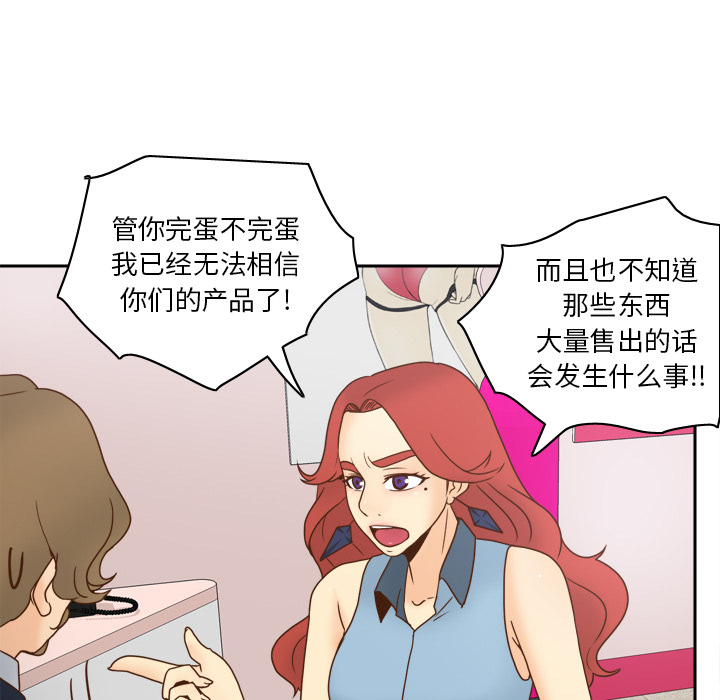 管你完蛋不完蛋
我已经无法相信
你们的产品了!
而且也不知道
那些东西
大量售出的话
会发生什么事!!